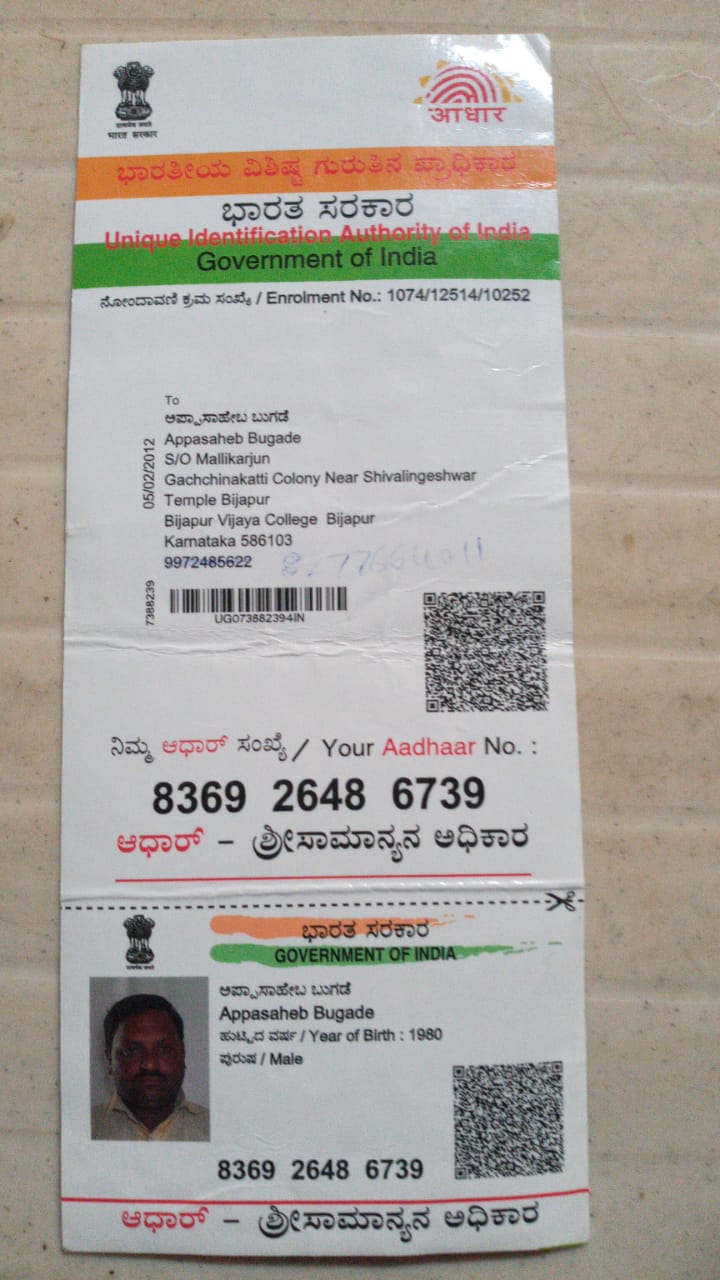 भारत सरकार
आधार
ಭಾರತೀಯ ವಿಶಿಷ್ಟ ಗುರುತಿನ ಪ್ರಾಧಿಕಾರ
ಭಾರತ ಸರಕಾರ
Unique Identification Authority of India
Government of India
ನೋಂದಾವಣಿ ಕ್ರಮ ಸಂಖ್ಯೆ / Enrolment No.: 1074/12514/10252
To
ಅಪ್ಪಾಸಾಹೇಬ ಬುಗಡೆ
Appasaheb Bugade
S/O Mallikarjun
Gachchinakatti Colony Near Shivalingeshwar
Temple Bijapur
Bijapur Vijaya College Bijapur
Karnataka 586103
9972485622
05/02/2012
7388239
UG073882394IN
ನಿಮ್ಮ ಆಧಾರ್ ಸಂಖ್ಯೆ / Your Aadhaar No. :
8369 2648 6739
ಆಧಾರ್ – ಶ್ರೀಸಾಮಾನ್ಯನ ಅಧಿಕಾರ
ಭಾರತ ಸರಕಾರ
GOVERNMENT OF INDIA
ಅಪ್ಪಾಸಾಹೇಬ ಬುಗಡೆ
Appasaheb Bugade
ಹುಟ್ಟಿದ ವರ್ಷ / Year of Birth : 1980
ಪುರುಷ / Male
8369 2648 6739
ಆಧಾರ್ – ಶ್ರೀಸಾಮಾನ್ಯನ ಅಧಿಕಾರ